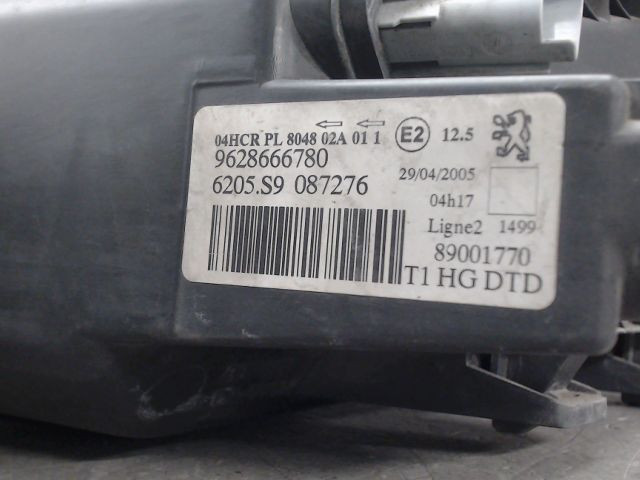 04HCR PL 8048 02A 01 1 E2 12.5
9628666780
29/04/2005
6205.S9 087276
04h17
Ligne2 1499
89001770
T1 HG DTD